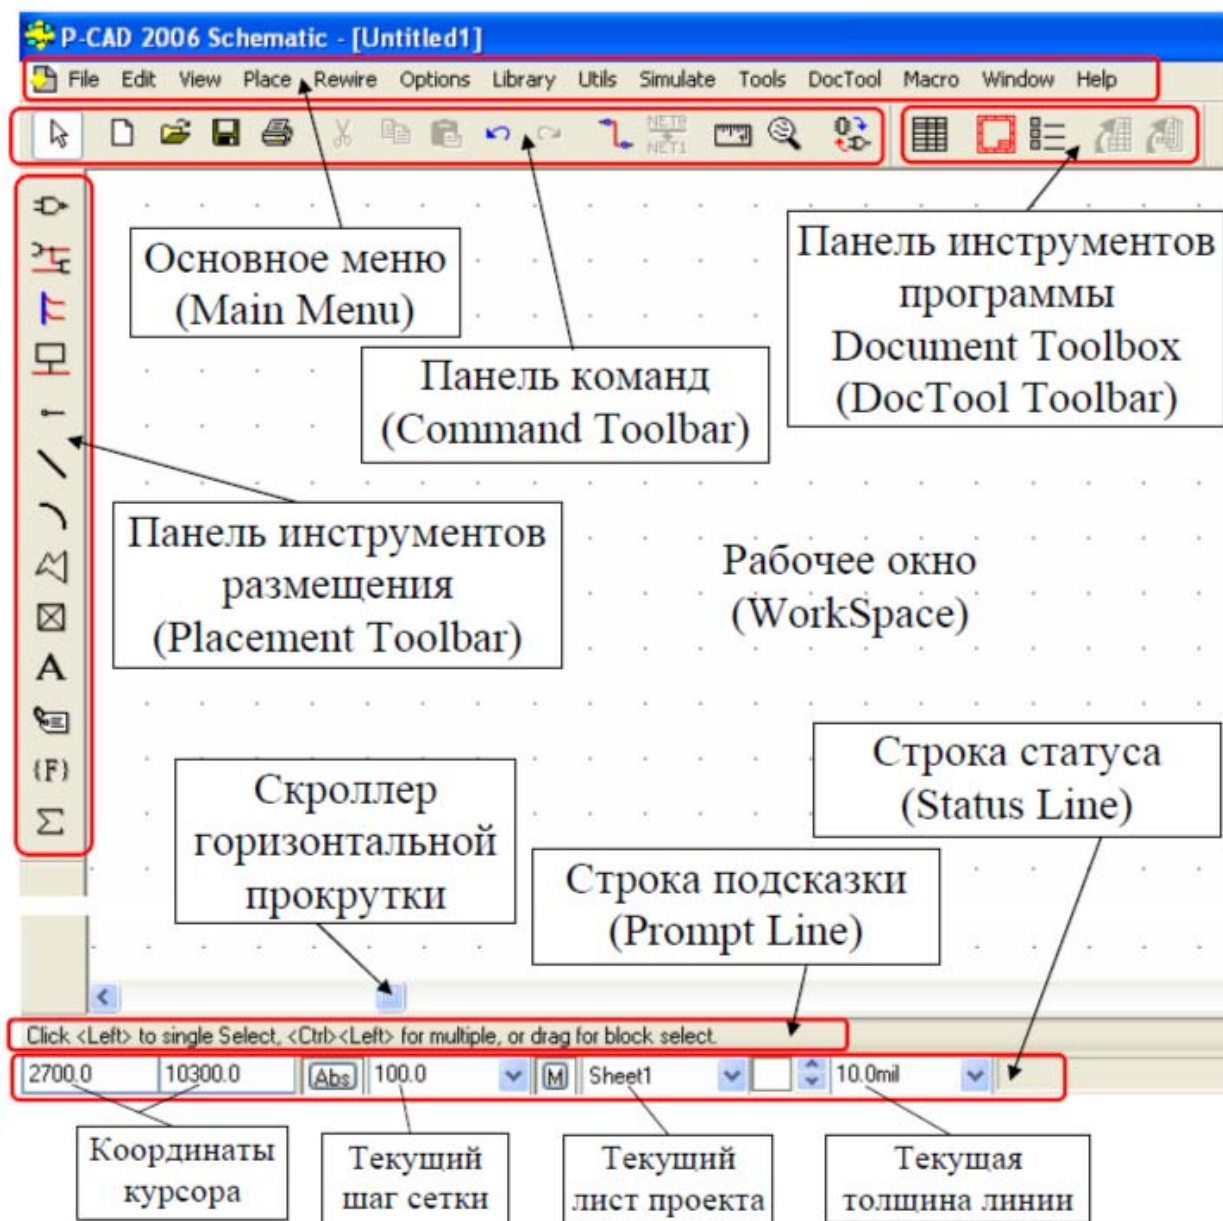 P-CAD 2006 Schematic - [Untitled1]
File Edit View Place Rewire Options Library Utils Simulate Tools DocTool Macro Window Help
NET0
NET1
Основное меню
(Main Menu)
Панель команд
(Command Toolbar)
Панель инструментов
программы
Document Toolbox
(DocTool Toolbar)
Панель инструментов
размещения
(Placement Toolbar)
Рабочее окно
(WorkSpace)
A
{F}
Σ
Скроллер
горизонтальной
прокрутки
Строка статуса
(Status Line)
Строка подсказки
(Prompt Line)
Click <Left> to single Select, <Ctrl><Left> for multiple, or drag for block select.
2700.0 10300.0 Abs 100.0 M Sheet1 10.0mil
Координаты
курсора
Текущий
шаг сетки
Текущий
лист проекта
Текущая
толщина линии